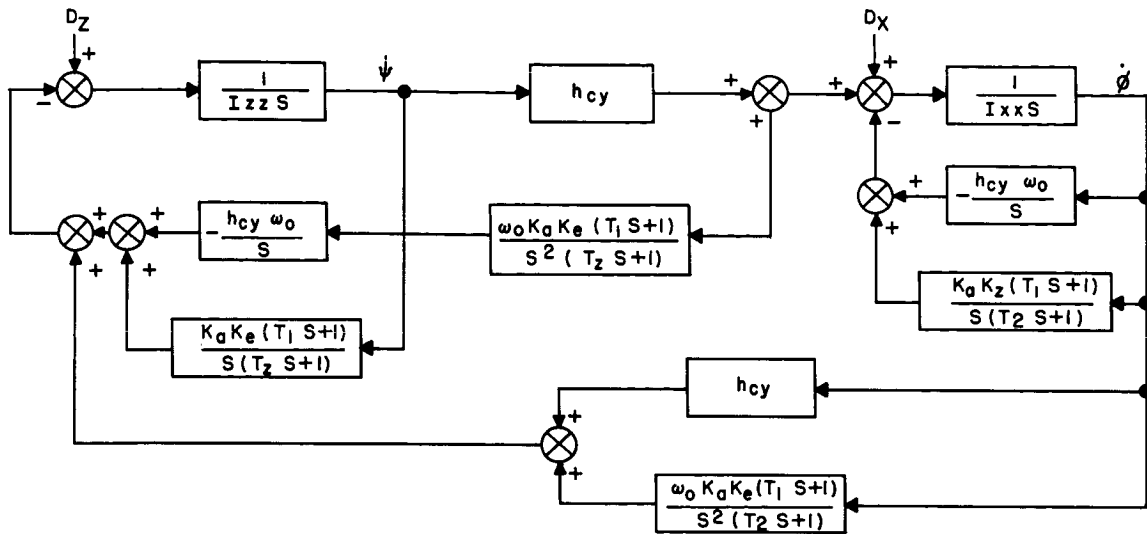 D_Z
+
−
1
I_zz S
ψ̇
h_cy
+
+
D_X
+
+
−
1
I_xx S
φ̇
+ + +
+ +
− h_cy ω_o
S
ω_o K_a K_e (T_1 S+1)
S^2 (T_z S+1)
+
+
− h_cy ω_o
S
K_a K_e (T_1 S+1)
S (T_z S+1)
K_a K_z (T_1 S+1)
S (T_2 S+1)
h_cy
+
+
ω_o K_a K_e (T_1 S+1)
S^2 (T_2 S+1)